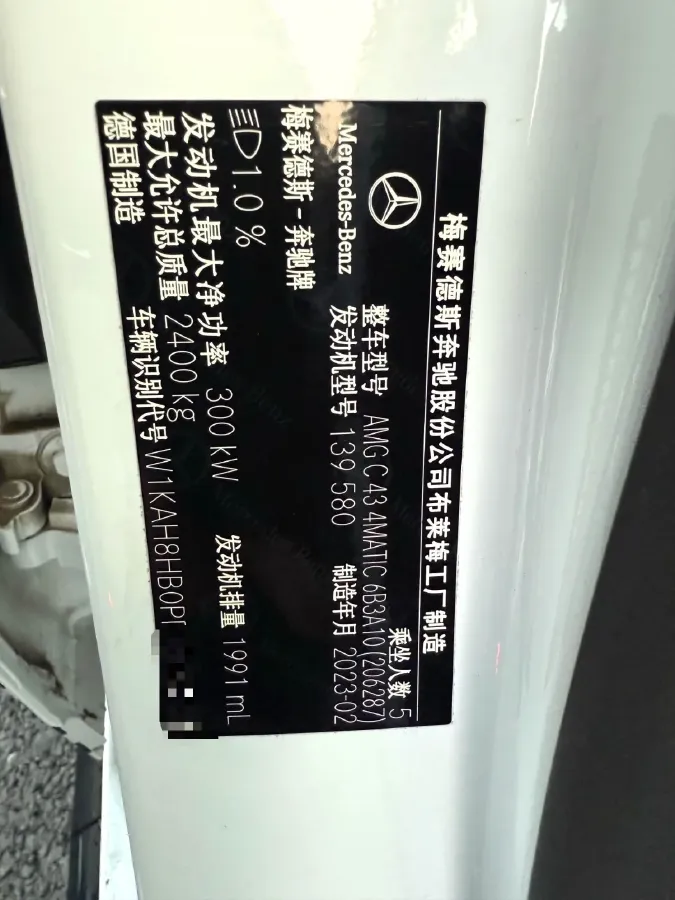 梅赛德斯奔驰股份公司布莱梅工厂制造
Mercedes-Benz
乘坐人数 5
整车型号 AMG C 43 4MATIC 6B3A10 (206287)
发动机型号 139 580 制造年月 2023-02
梅赛德斯-奔驰牌
1.0 %
发动机最大净功率 300 kW 发动机排量 1991 mL
最大允许总质量 2400 kg
德国制造 车辆识别代号 W1KAH8HB0P